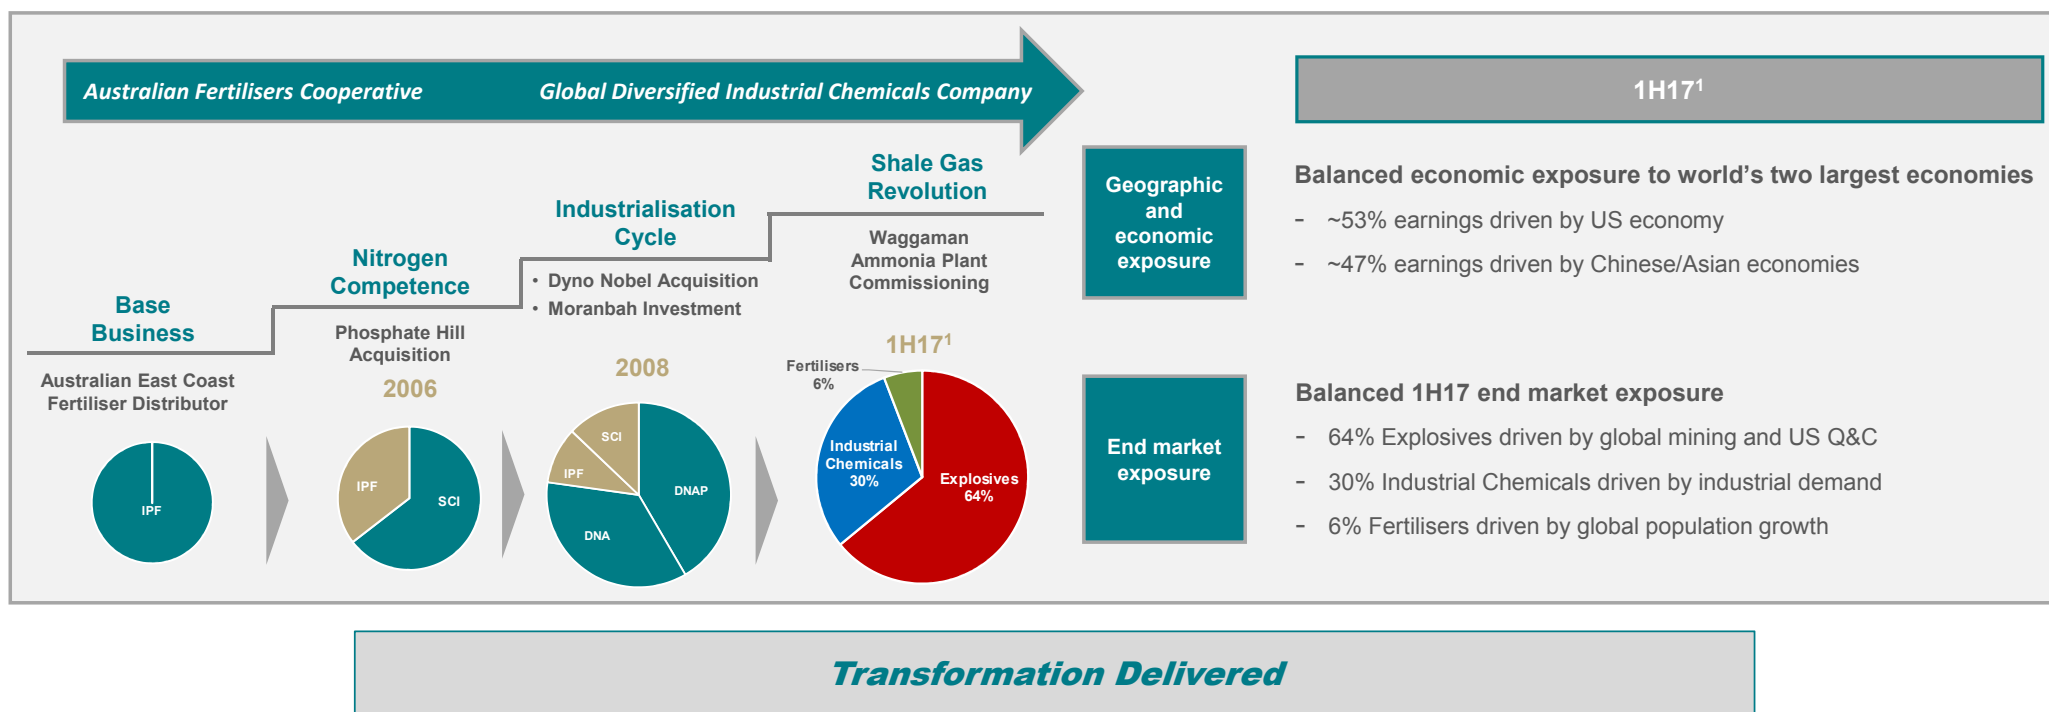 Australian Fertilisers Cooperative
Global Diversified Industrial Chemicals Company
1H17¹
Base
Business
Australian East Coast
Fertiliser Distributor
IPF
Nitrogen
Competence
Phosphate Hill
Acquisition
2006
IPF
SCI
Industrialisation
Cycle
• Dyno Nobel Acquisition
• Moranbah Investment
2008
SCI
IPF
DNAP
DNA
Shale Gas
Revolution
Waggaman
Ammonia Plant
Commissioning
1H17¹
Fertilisers
6%
Industrial
Chemicals
30%
Explosives
64%
Geographic
and
economic
exposure
Balanced economic exposure to world's two largest economies
- ~53% earnings driven by US economy
- ~47% earnings driven by Chinese/Asian economies
End market
exposure
Balanced 1H17 end market exposure
- 64% Explosives driven by global mining and US Q&C
- 30% Industrial Chemicals driven by industrial demand
- 6% Fertilisers driven by global population growth
Transformation Delivered